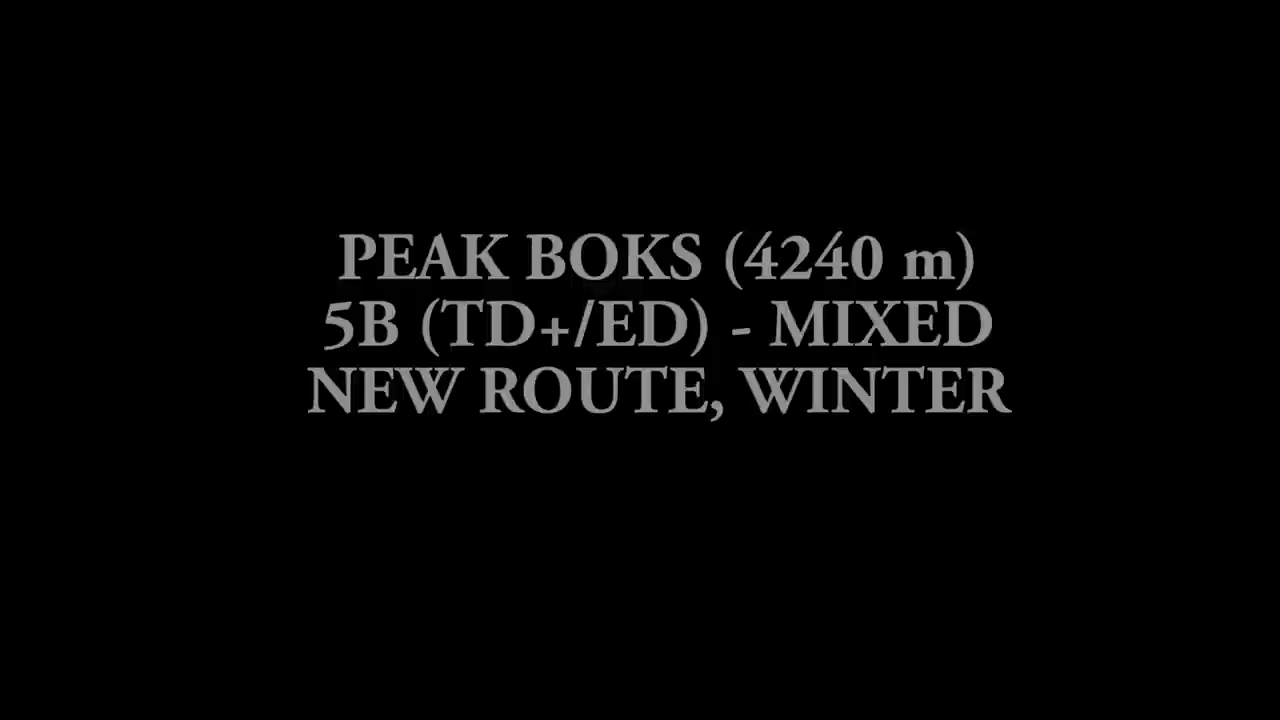 PEAK BOKS (4240 m)
5B (TD+/ED) - MIXED
NEW ROUTE, WINTER